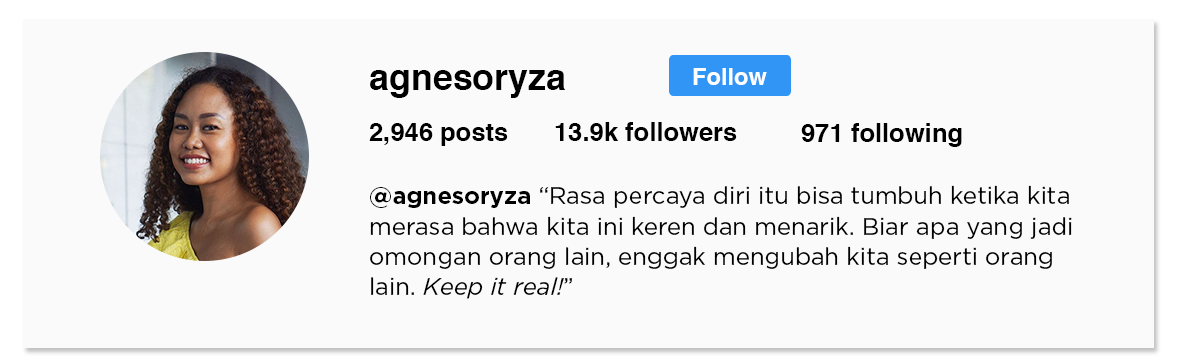 agnesoryza
Follow
2,946 posts
13.9k followers
971 following
@agnesoryza “Rasa percaya diri itu bisa tumbuh ketika kita
merasa bahwa kita ini keren dan menarik. Biar apa yang jadi
omongan orang lain, enggak mengubah kita seperti orang
lain. Keep it real!”